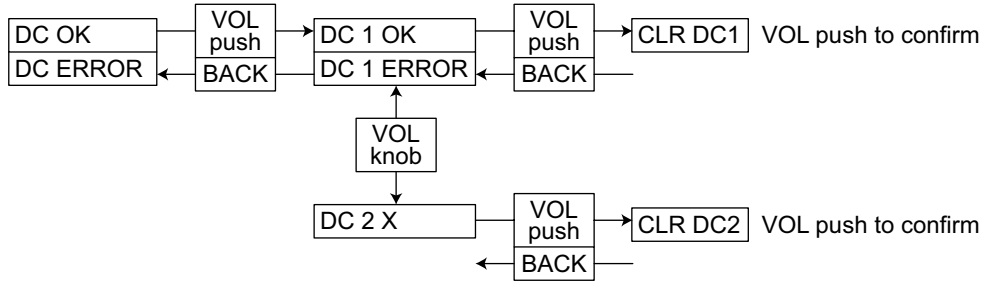 DC OK
DC ERROR
VOL
push
BACK
DC 1 OK
DC 1 ERROR
VOL
push
BACK
CLR DC1
VOL push to confirm
VOL
knob
DC 2 X
VOL
push
BACK
CLR DC2
VOL push to confirm